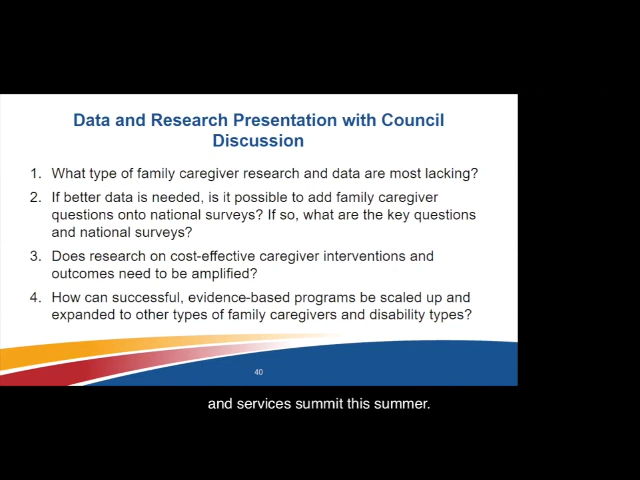 Data and Research Presentation with Council
Discussion
1. What type of family caregiver research and data are most lacking?
2. If better data is needed, is it possible to add family caregiver
questions onto national surveys? If so, what are the key questions
and national surveys?
3. Does research on cost-effective caregiver interventions and
outcomes need to be amplified?
4. How can successful, evidence-based programs be scaled up and
expanded to other types of family caregivers and disability types?
40
and services summit this summer.